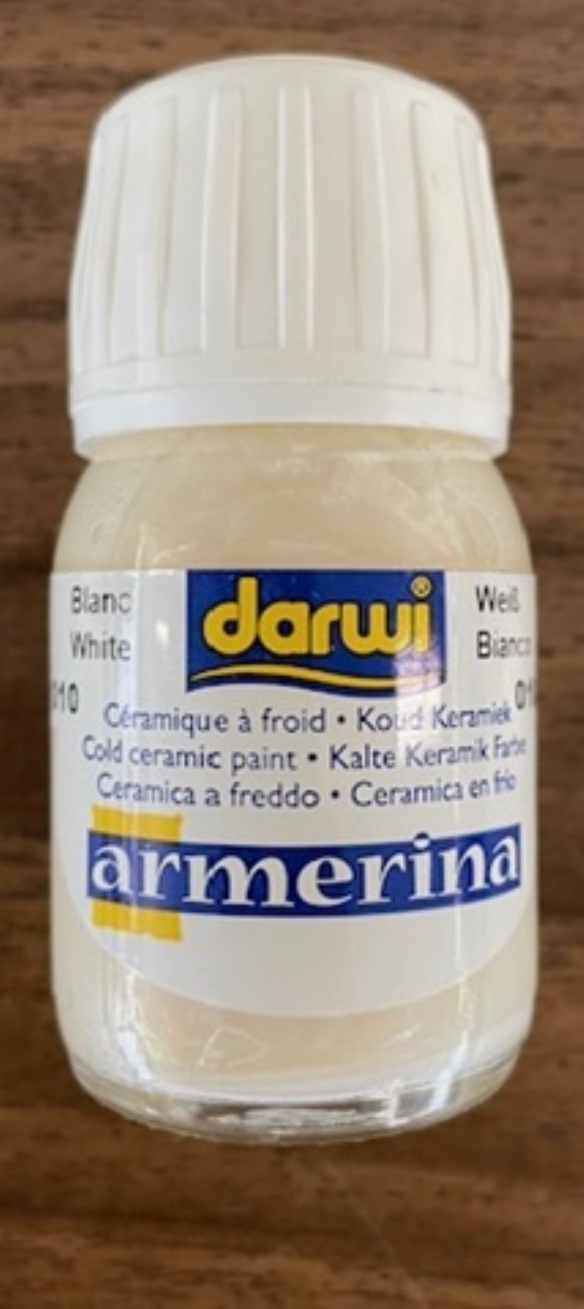 Blanc
White
010
darwi®
Weiß
Bianco
Céramique à froid • Koud Keramiek
Cold ceramic paint • Kalte Keramik Farbe
Ceramica a freddo • Ceramica en frio
armerina